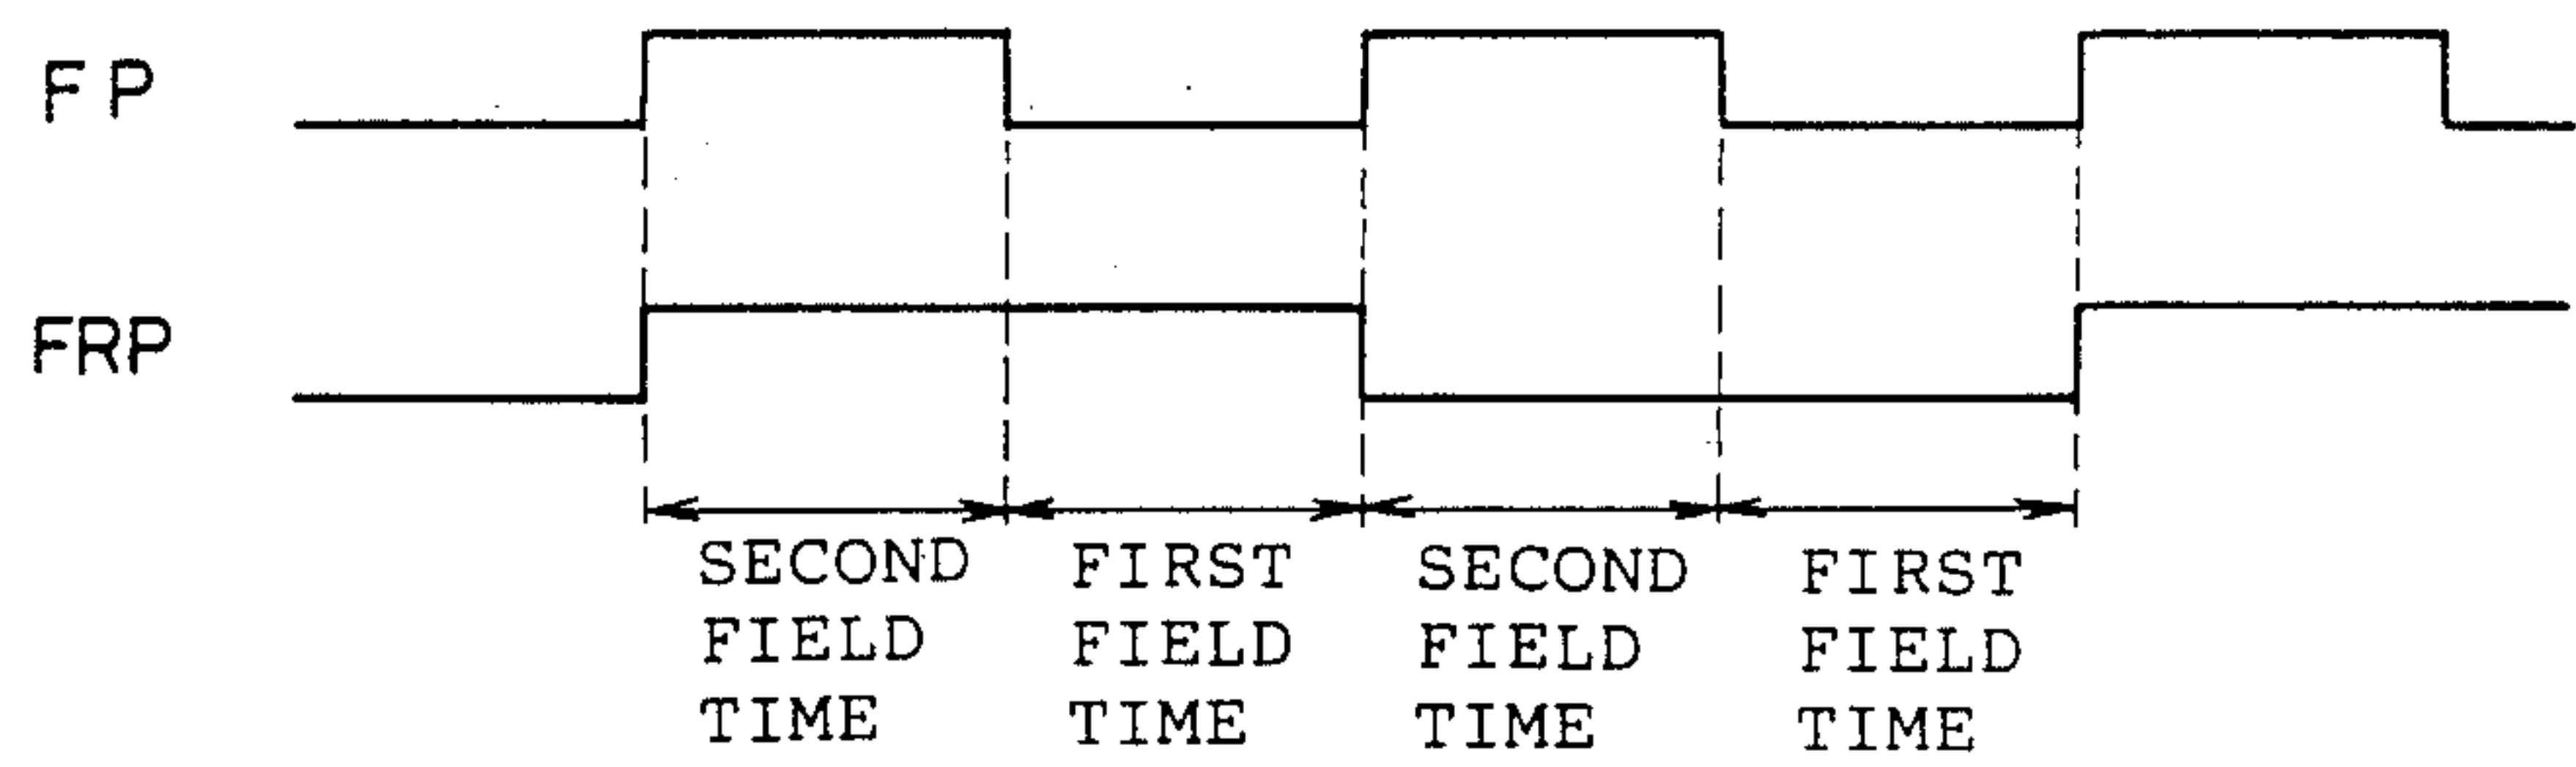 FP
FRP
SECOND
FIELD
TIME
FIRST
FIELD
TIME
SECOND
FIELD
TIME
FIRST
FIELD
TIME